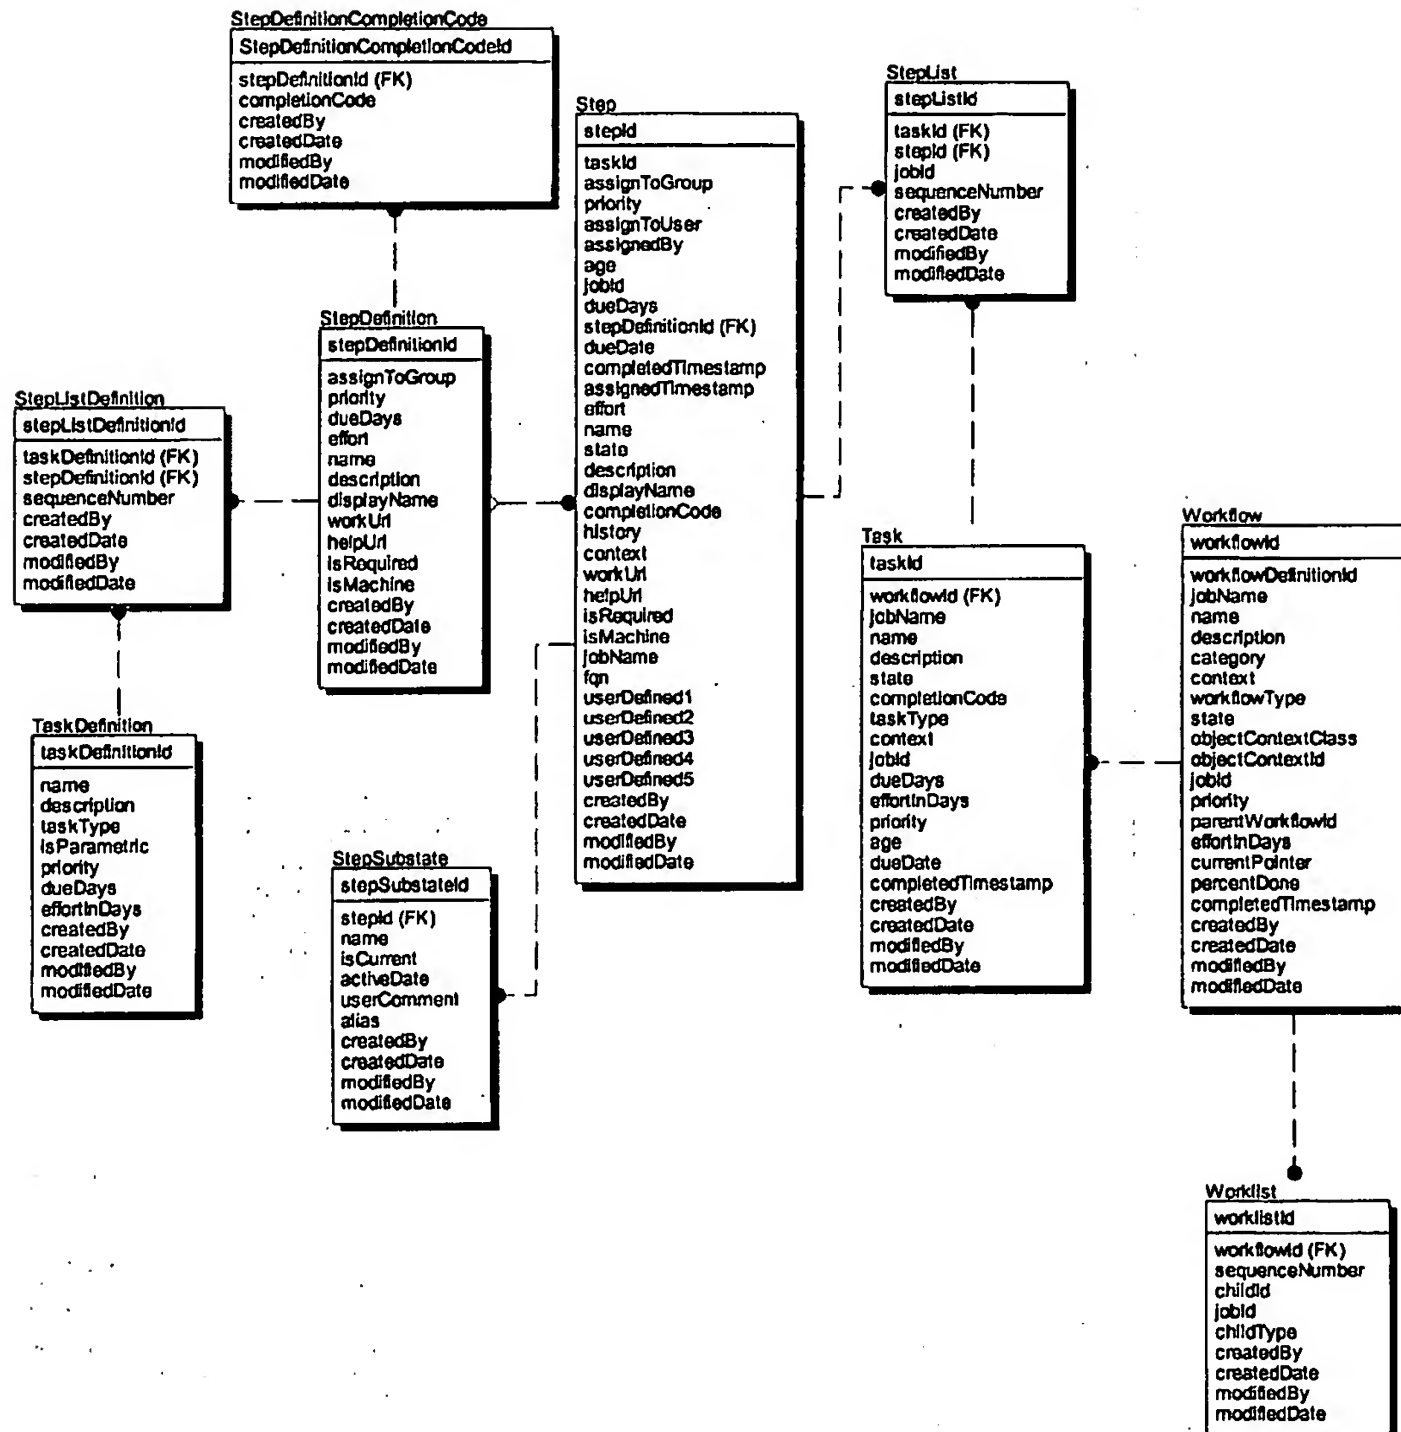 StepDefinitionCompletionCode
StepDefinitionCompletionCodeId
stepDefinitionId (FK)
completionCode
createdBy
createdDate
modifiedBy
modifiedDate
Step
stepId
taskId
assignToGroup
priority
assignToUser
assignedBy
age
jobId
dueDays
stepDefinitionId (FK)
dueDate
completedTimestamp
assignedTimestamp
effort
name
state
description
displayName
completionCode
history
context
workUrl
helpUrl
isRequired
isMachine
jobName
fqn
userDefined1
userDefined2
userDefined3
userDefined4
userDefined5
createdBy
createdDate
modifiedBy
modifiedDate
StepList
stepListId
taskId (FK)
stepId (FK)
jobId
sequenceNumber
createdBy
createdDate
modifiedBy
modifiedDate
StepDefinition
stepDefinitionId
assignToGroup
priority
dueDays
effort
name
description
displayName
workUrl
helpUrl
isRequired
isMachine
createdBy
createdDate
modifiedBy
modifiedDate
StepListDefinition
stepListDefinitionId
taskDefinitionId (FK)
stepDefinitionId (FK)
sequenceNumber
createdBy
createdDate
modifiedBy
modifiedDate
TaskDefinition
taskDefinitionId
name
description
taskType
isParametric
priority
dueDays
effortInDays
createdBy
createdDate
modifiedBy
modifiedDate
StepSubstate
stepSubstateId
stepId (FK)
name
isCurrent
activeDate
userComment
alias
createdBy
createdDate
modifiedBy
modifiedDate
Task
taskId
workflowId (FK)
jobName
name
description
state
completionCode
taskType
context
jobId
dueDays
effortInDays
priority
age
dueDate
completedTimestamp
createdBy
createdDate
modifiedBy
modifiedDate
Workflow
workflowId
workflowDefinitionId
jobName
name
description
category
context
workflowType
state
objectContextClass
objectContextId
jobId
priority
parentWorkflowId
effortInDays
currentPointer
percentDone
completedTimestamp
createdBy
createdDate
modifiedBy
modifiedDate
Worklist
worklistId
workflowId (FK)
sequenceNumber
childId
jobId
childType
createdBy
createdDate
modifiedBy
modifiedDate